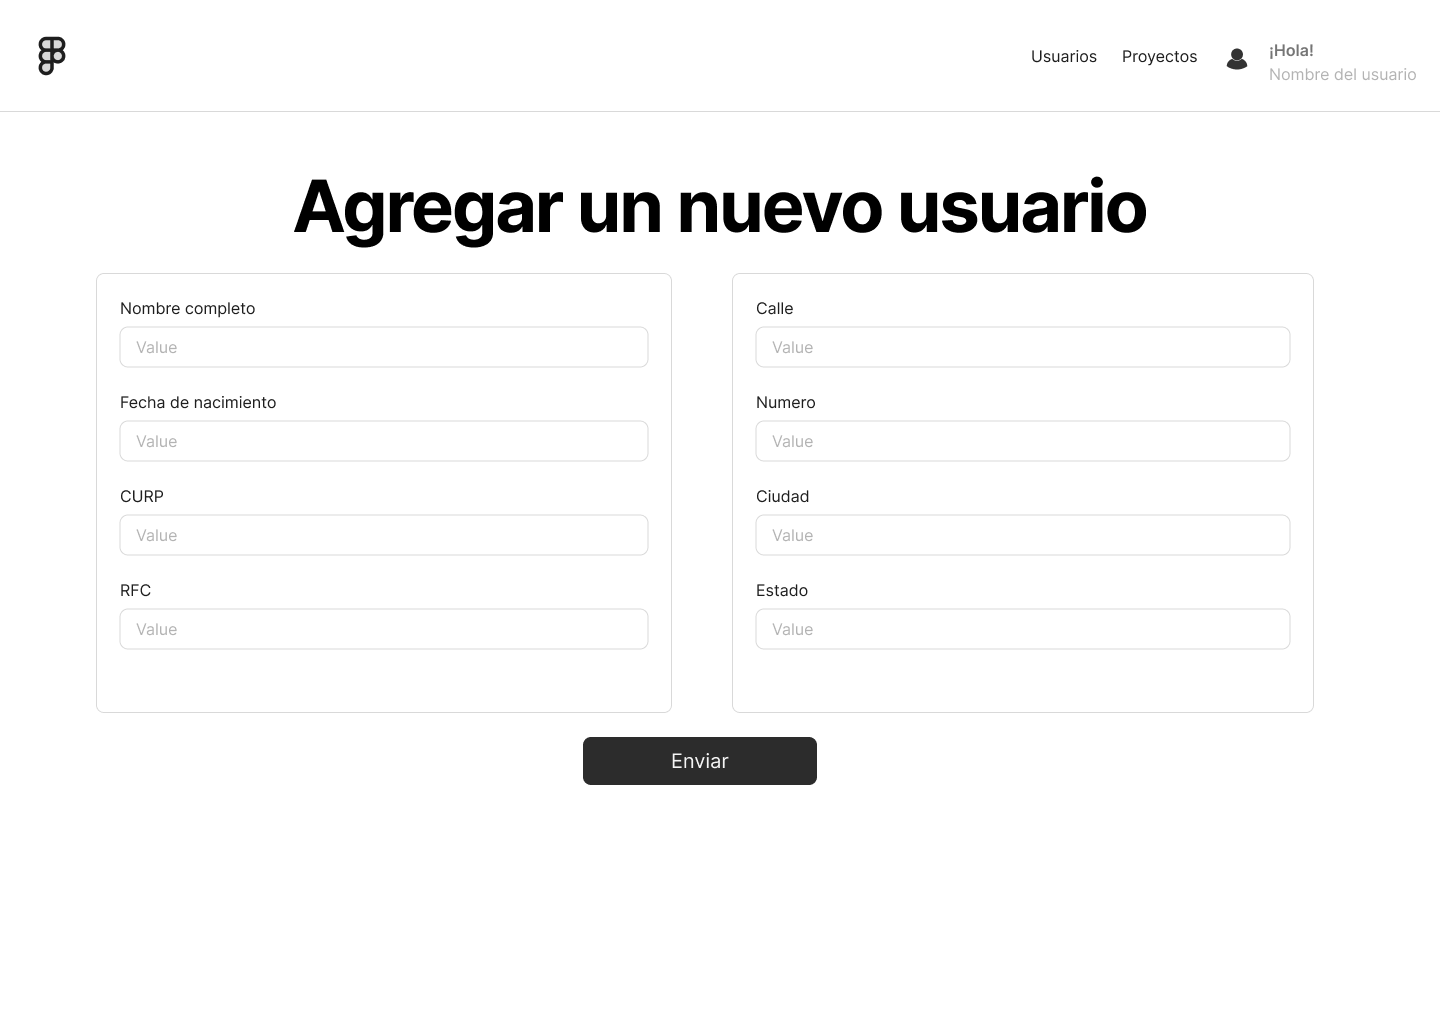 Usuarios Proyectos ¡Hola!
Nombre del usuario
Agregar un nuevo usuario
Nombre completo
Value
Fecha de nacimiento
Value
CURP
Value
RFC
Value
Calle
Value
Numero
Value
Ciudad
Value
Estado
Value
Enviar